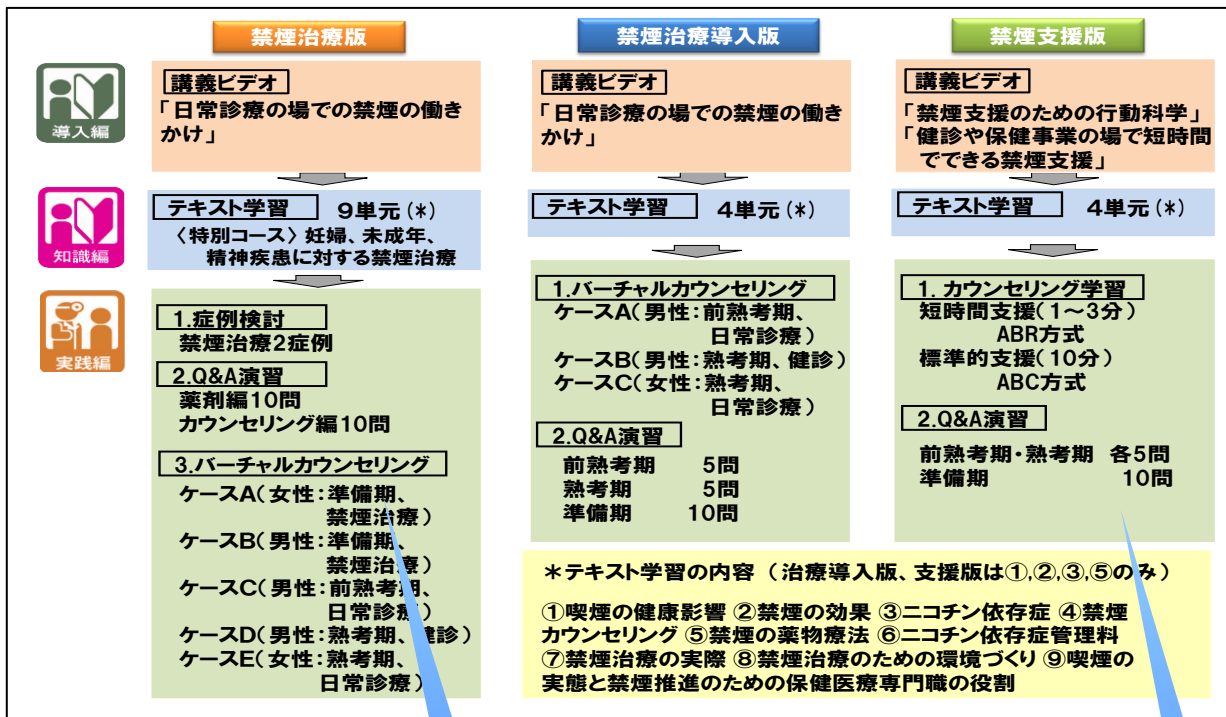 禁煙治療版
禁煙治療導入版
禁煙支援版
導入編
講義ビデオ
「日常診療の場での禁煙の働き
かけ」
講義ビデオ
「日常診療の場での禁煙の働き
かけ」
講義ビデオ
「禁煙支援のための行動科学」
「健診や保健事業の場で短時間
でできる禁煙支援」
知識編
テキスト学習 9単元(*)
〈特別コース〉妊婦、未成年、
精神疾患に対する禁煙治療
テキスト学習 4単元(*)
テキスト学習 4単元(*)
実践編
1.症例検討
禁煙治療2症例
2.Q&A演習
薬剤編10問
カウンセリング編10問
3.バーチャルカウンセリング
ケースA(女性:準備期、
禁煙治療)
ケースB(男性:準備期、
禁煙治療)
ケースC(男性:前熟考期、
日常診療)
ケースD(男性:熟考期、健診)
ケースE(女性:熟考期、
日常診療)
1.バーチャルカウンセリング
ケースA(男性:前熟考期、
日常診療)
ケースB(男性:熟考期、健診)
ケースC(女性:熟考期、
日常診療)
2.Q&A演習
前熟考期 5問
熟考期 5問
準備期 10問
1.カウンセリング学習
短時間支援(1~3分)
ABR方式
標準的支援(10分)
ABC方式
2.Q&A演習
前熟考期・熟考期 各5問
準備期 10問
*テキスト学習の内容 (治療導入版、支援版は①,②,③,⑤のみ)
①喫煙の健康影響 ②禁煙の効果 ③ニコチン依存症 ④禁煙
カウンセリング ⑤禁煙の薬物療法 ⑥ニコチン依存症管理料
⑦禁煙治療の実際 ⑧禁煙治療のための環境づくり ⑨喫煙の
実態と禁煙推進のための保健医療専門職の役割